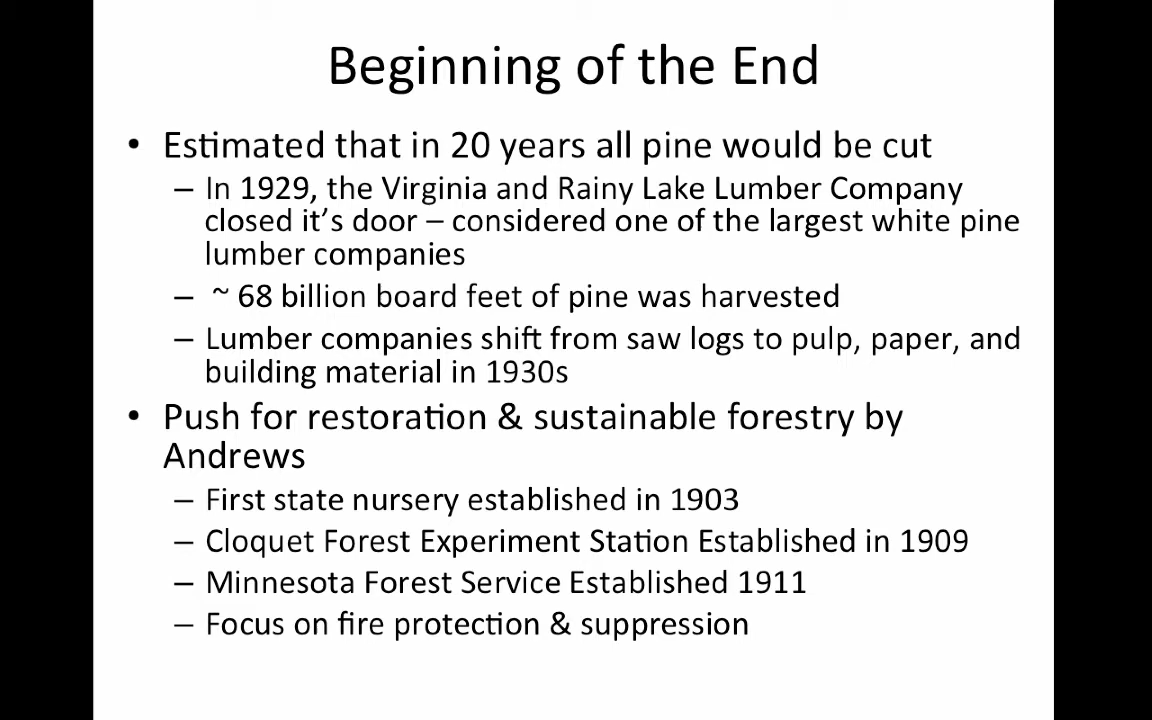 Beginning of the End
• Estimated that in 20 years all pine would be cut
– In 1929, the Virginia and Rainy Lake Lumber Company
closed it’s door – considered one of the largest white pine
lumber companies
– ~ 68 billion board feet of pine was harvested
– Lumber companies shift from saw logs to pulp, paper, and
building material in 1930s
• Push for restoration & sustainable forestry by
Andrews
– First state nursery established in 1903
– Cloquet Forest Experiment Station Established in 1909
– Minnesota Forest Service Established 1911
– Focus on fire protection & suppression